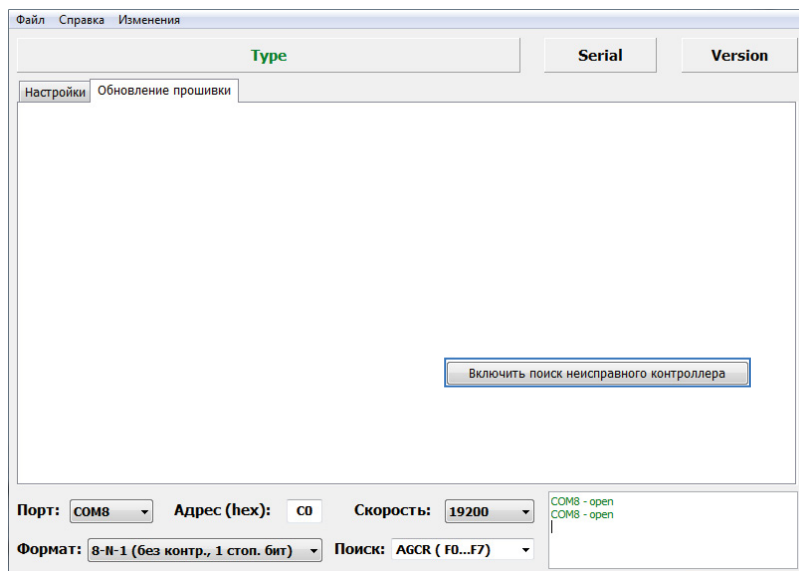 Файл Справка Изменения
Type Serial Version
Настройки Обновление прошивки
Включить поиск неисправного контроллера
Порт: COM8 Адрес (hex): C0 Скорость: 19200
Формат: 8-N-1 (без контр., 1 стоп. бит) Поиск: AGCR ( F0...F7)
COM8 - open
COM8 - open